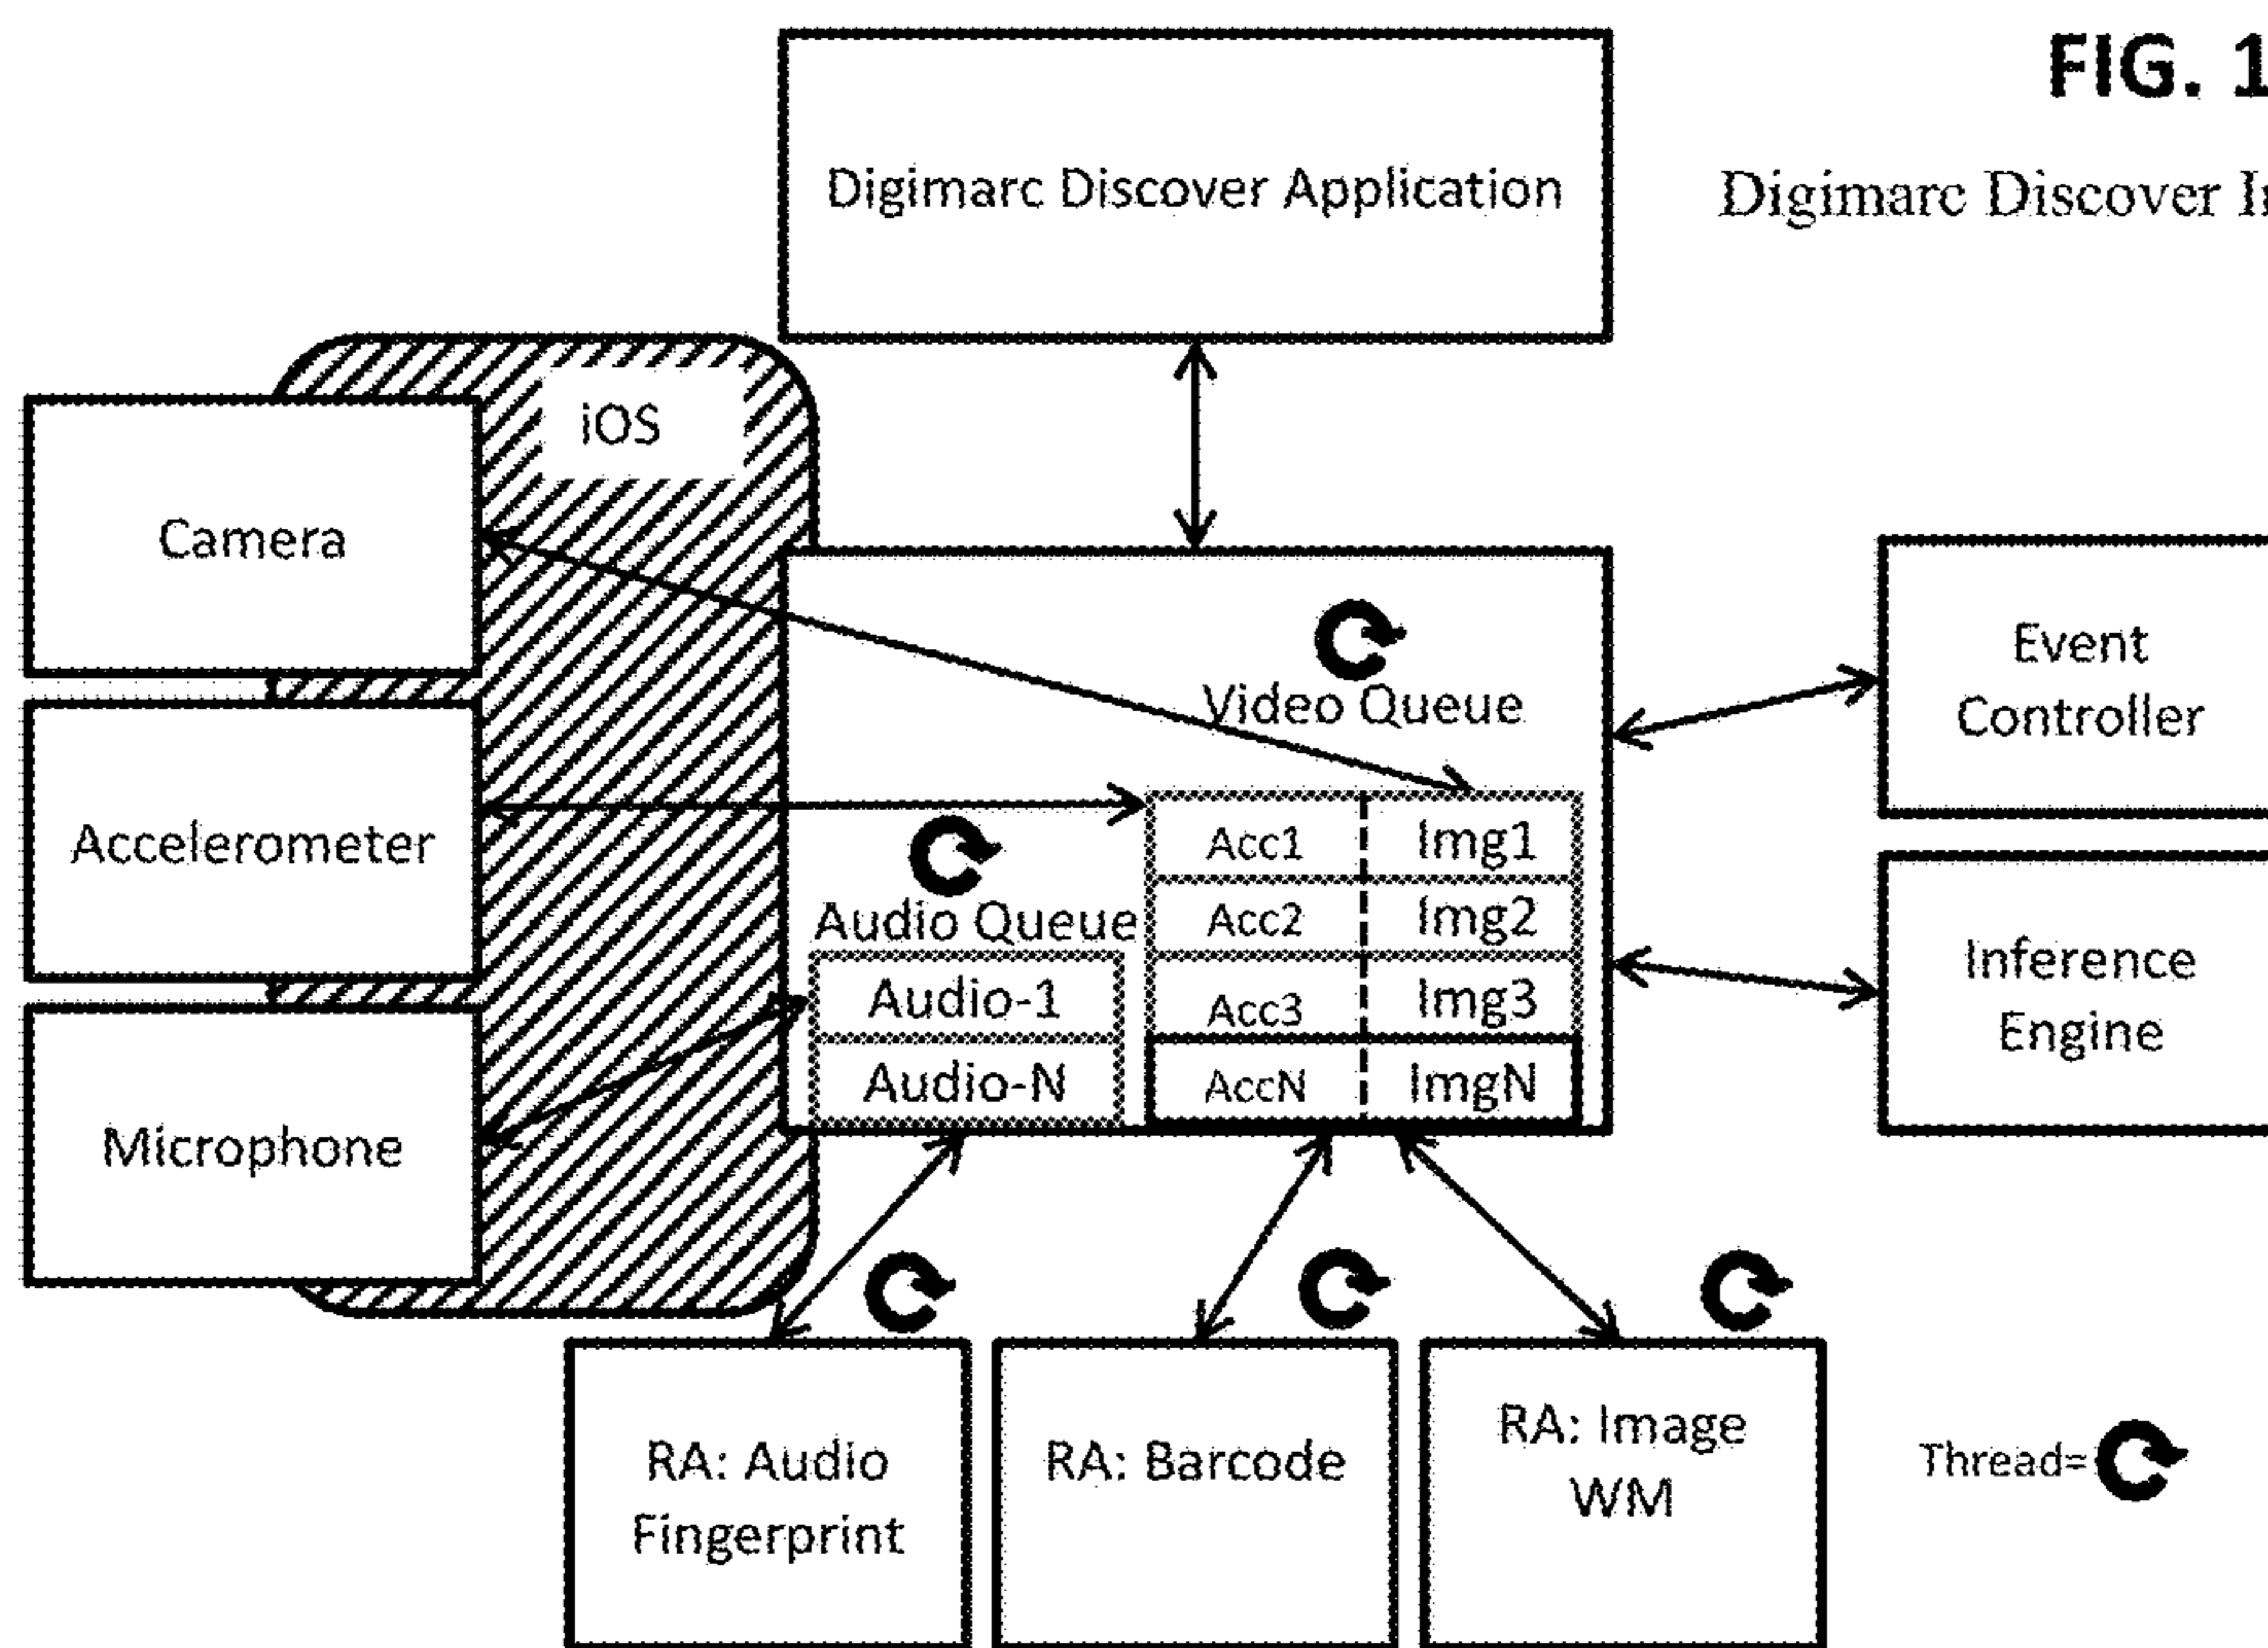 FIG. 1
Digimarc Discover Application
Digimarc Discover
iOS
Camera
Video Queue
Event
Controller
Accelerometer
Acc1 Img1
Audio Queue
Acc2 Img2
Audio-1
Acc3 Img3
Audio-N
AccN ImgN
Inference
Engine
Microphone
RA: Audio
Fingerprint
RA: Barcode
RA: Image
WM
Thread=